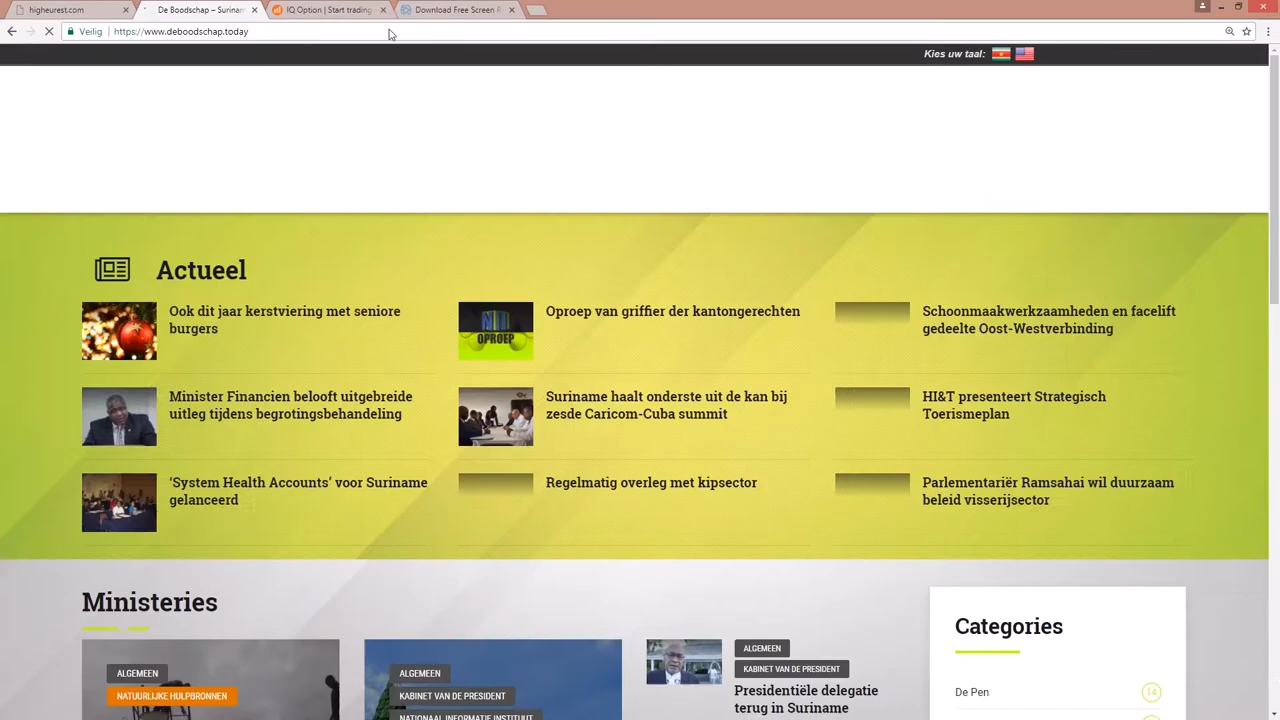 higheurest.com
De Boodschap – Surinam
IQ Option | Start trading
Download Free Screen R
Veilig
https://www.deboodschap.today
Kies uw taal:
Actueel
Ook dit jaar kerstviering met seniore
burgers
Oproep van griffier der kantongerechten
OPROEP
Schoonmaakwerkzaamheden en facelift
gedeelte Oost-Westverbinding
Minister Financien belooft uitgebreide
uitleg tijdens begrotingsbehandeling
Suriname haalt onderste uit de kan bij
zesde Caricom-Cuba summit
HI&T presenteert Strategisch
Toerismeplan
‘System Health Accounts’ voor Suriname
gelanceerd
Regelmatig overleg met kipsector
Parlementariër Ramsahai wil duurzaam
beleid visserijsector
Ministeries
ALGEMEEN
NATUURLIJKE HULPBRONNEN
ALGEMEEN
KABINET VAN DE PRESIDENT
NATIONAAL INFORMATIE INSTITUUT
ALGEMEEN
KABINET VAN DE PRESIDENT
Presidentiële delegatie
terug in Suriname
Categories
De Pen
14